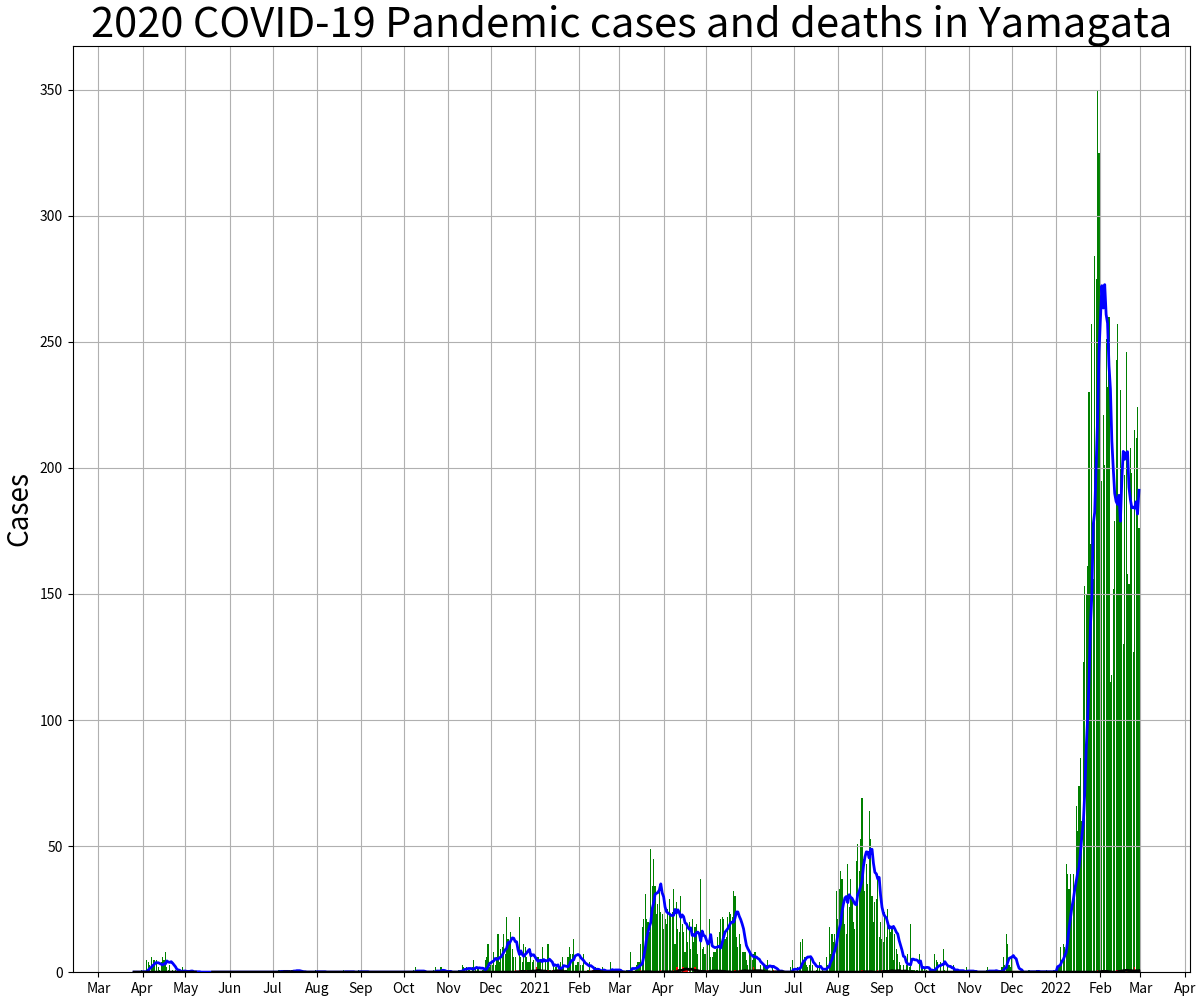 2020 COVID-19 Pandemic cases and deaths in Yamagata
350
300
250
200
150
100
50
0
Cases
Mar Apr May Jun Jul Aug Sep Oct Nov Dec 2021 Feb Mar Apr May Jun Jul Aug Sep Oct Nov Dec 2022 Feb Mar Apr